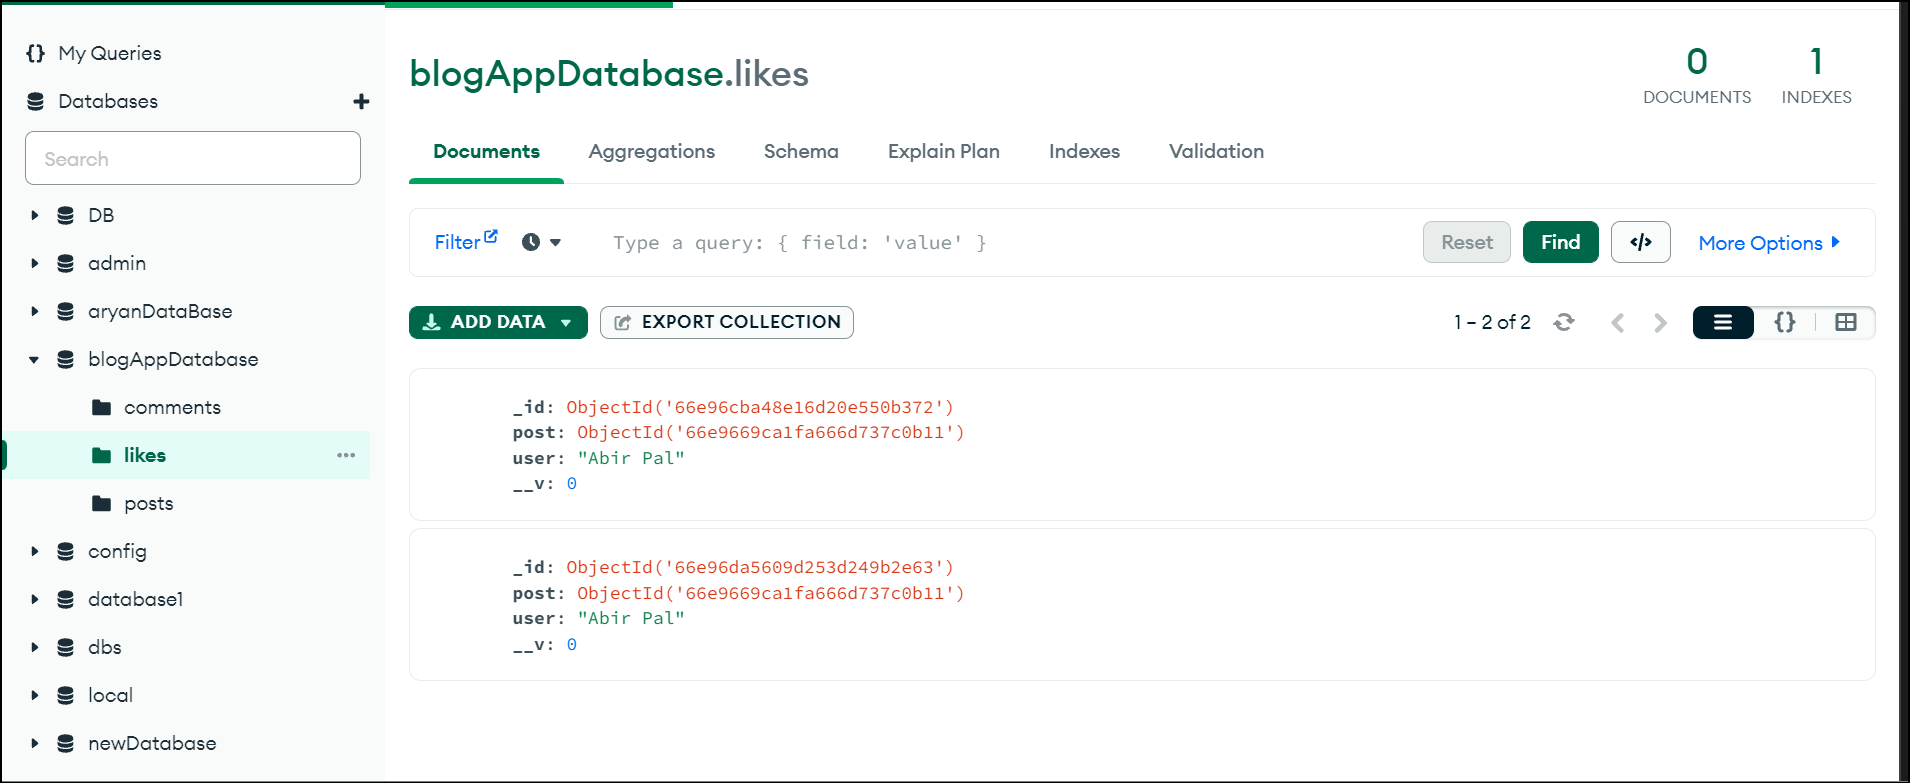 My Queries
Databases
Search
DB
admin
aryanDataBase
blogAppDatabase
comments
likes
posts
config
database1
dbs
local
newDatabase
blogAppDatabase.likes
0 DOCUMENTS
1 INDEXES
Documents Aggregations Schema Explain Plan Indexes Validation
Filter Type a query: { field: 'value' } Reset Find </> More Options
ADD DATA EXPORT COLLECTION 1 – 2 of 2 {}
_id: ObjectId('66e96cba48e16d20e550b372')
post: ObjectId('66e9669ca1fa666d737c0b11')
user: "Abir Pal"
__v: 0
_id: ObjectId('66e96da5609d253d249b2e63')
post: ObjectId('66e9669ca1fa666d737c0b11')
user: "Abir Pal"
__v: 0